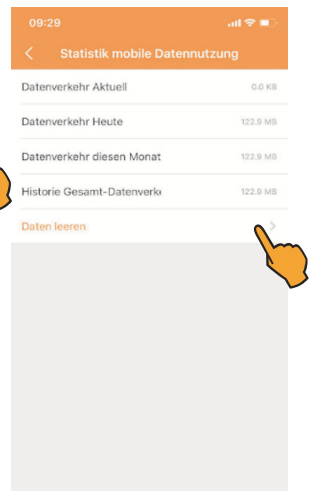 09:29
Statistik mobile Datennutzung
Datenverkehr Aktuell 0.0 KB
Datenverkehr Heute 122.9 MB
Datenverkehr diesen Monat 122.9 MB
Historie Gesamt-Datenverk 122.9 MB
Daten leeren